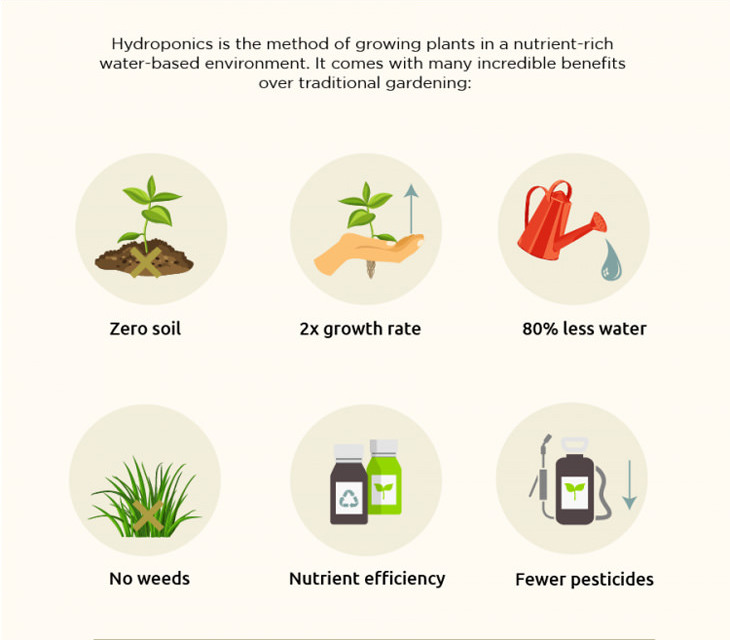 Hydroponics is the method of growing plants in a nutrient-rich
water-based environment. It comes with many incredible benefits
over traditional gardening:
Zero soil
2x growth rate
80% less water
No weeds
Nutrient efficiency
Fewer pesticides